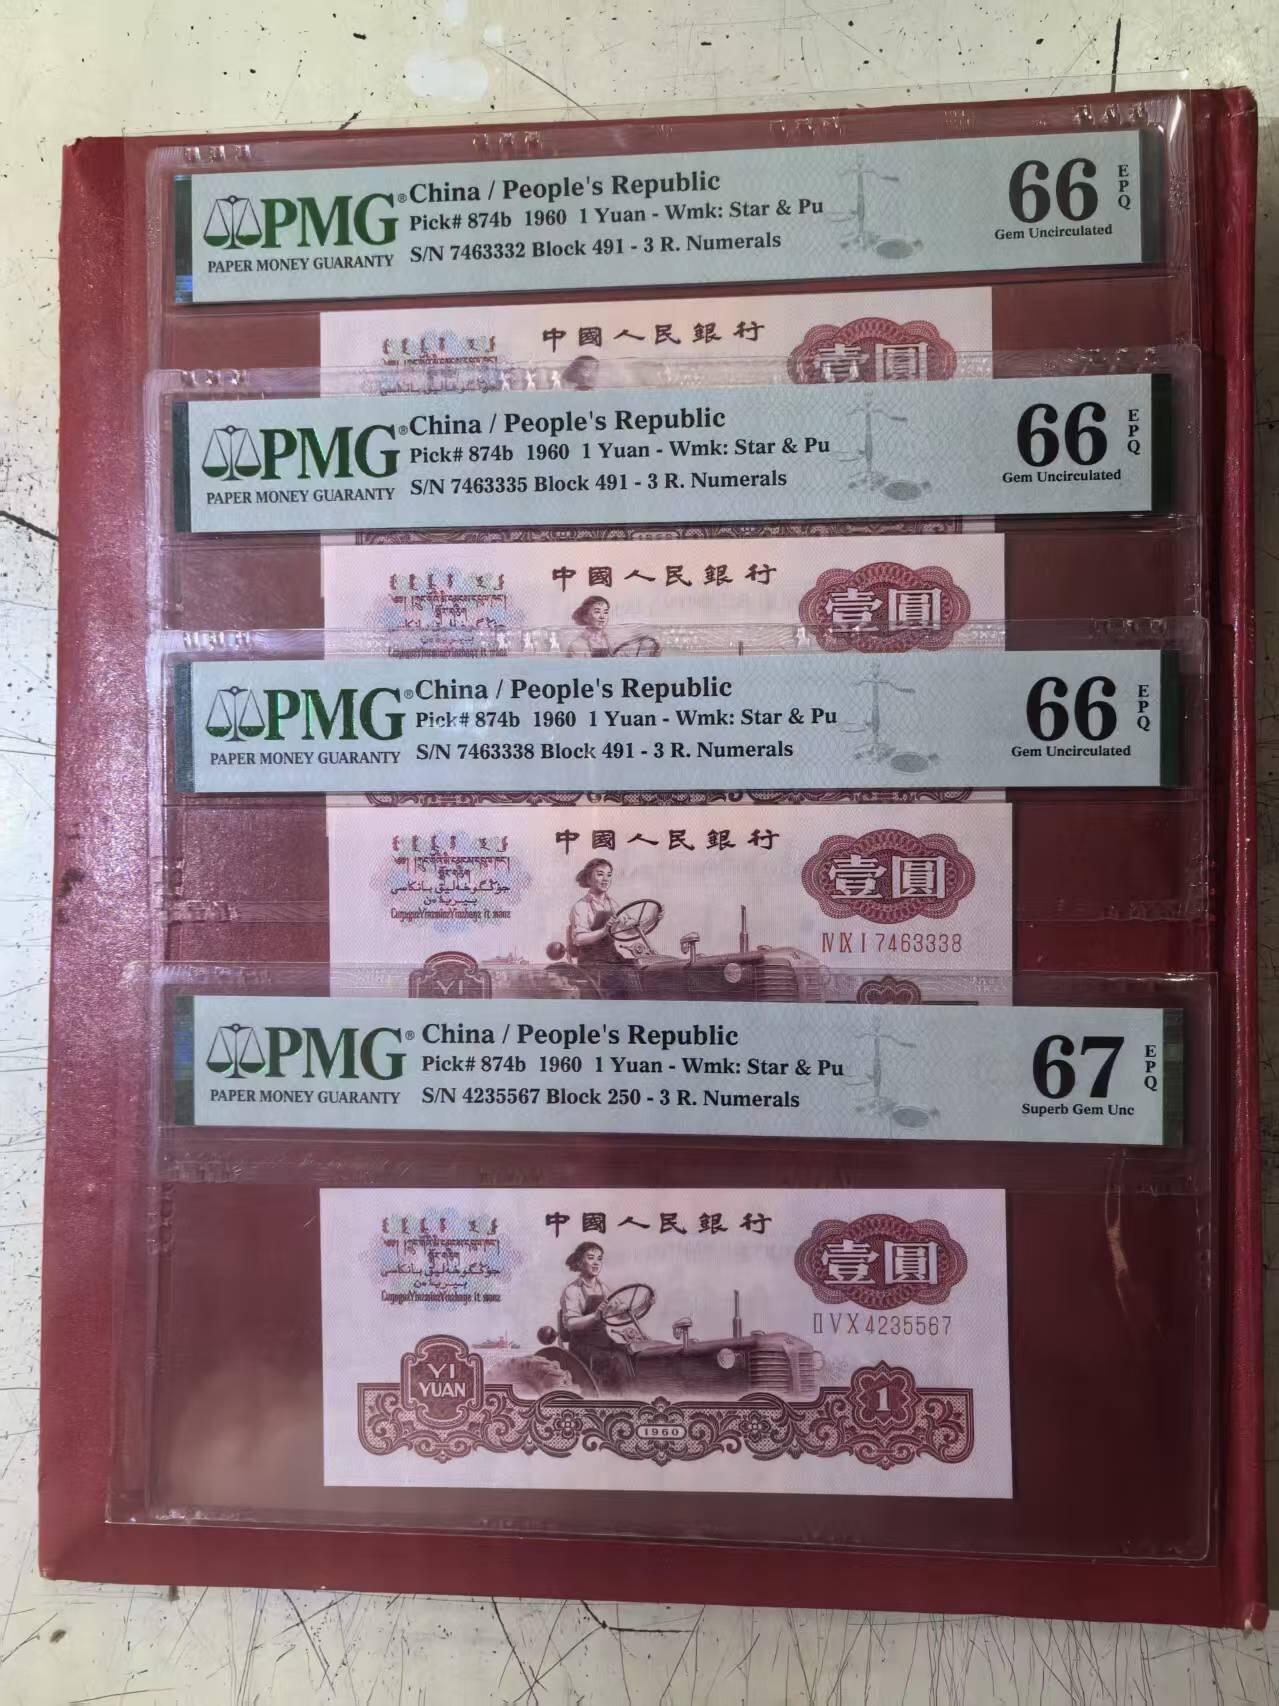 PMG® China / People's Republic 66 EPQ
Pick# 874b 1960 1 Yuan - Wmk: Star & Pu
Gem Uncirculated
PAPER MONEY GUARANTY S/N 7463332 Block 491 - 3 R. Numerals
中國人民銀行
壹圓
PMG® China / People's Republic 66 EPQ
Pick# 874b 1960 1 Yuan - Wmk: Star & Pu
Gem Uncirculated
PAPER MONEY GUARANTY S/N 7463335 Block 491 - 3 R. Numerals
中國人民銀行
壹圓
PMG® China / People's Republic 66 EPQ
Pick# 874b 1960 1 Yuan - Wmk: Star & Pu
Gem Uncirculated
PAPER MONEY GUARANTY S/N 7463338 Block 491 - 3 R. Numerals
中國人民銀行
壹圓
ⅣⅨⅠ7463338
YI
PMG® China / People's Republic 67 EPQ
Pick# 874b 1960 1 Yuan - Wmk: Star & Pu
Superb Gem Unc
PAPER MONEY GUARANTY S/N 4235567 Block 250 - 3 R. Numerals
中國人民銀行
壹圓
ⅡⅤⅩ4235567
YI
YUAN
1
1960